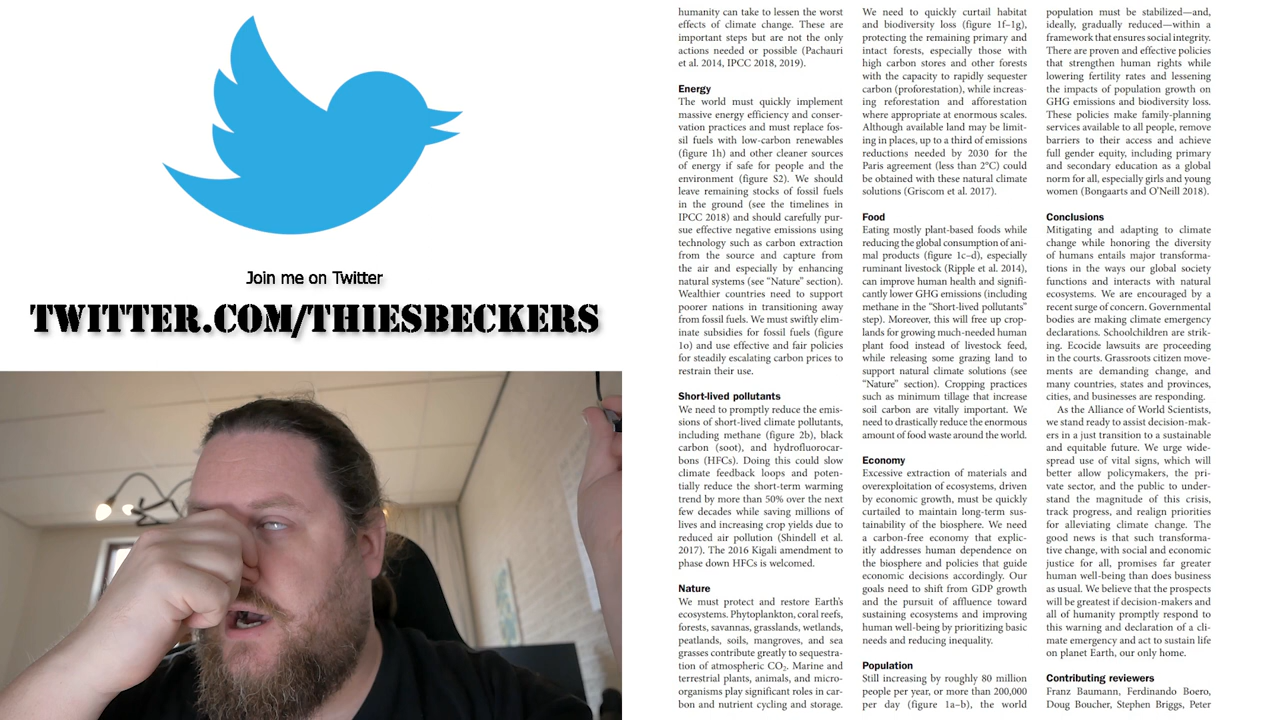 Join me on Twitter
TWITTER.COM/THIESBECKERS
humanity can take to lessen the worst
effects of climate change. These are
important steps but are not the only
actions needed or possible (Pachauri
et al. 2014, IPCC 2018, 2019).
Energy
The world must quickly implement
massive energy efficiency and conser-
vation practices and must replace fos-
sil fuels with low-carbon renewables
(figure 1h) and other cleaner sources
of energy if safe for people and the
environment (figure S2). We should
leave remaining stocks of fossil fuels
in the ground (see the timelines in
IPCC 2018) and should carefully pur-
sue effective negative emissions using
technology such as carbon extraction
from the source and capture from
the air and especially by enhancing
natural systems (see “Nature” section).
Wealthier countries need to support
poorer nations in transitioning away
from fossil fuels. We must swiftly elim-
inate subsidies for fossil fuels (figure
1o) and use effective and fair policies
for steadily escalating carbon prices to
restrain their use.
Short-lived pollutants
We need to promptly reduce the emis-
sions of short-lived climate pollutants,
including methane (figure 2b), black
carbon (soot), and hydrofluorocar-
bons (HFCs). Doing this could slow
climate feedback loops and poten-
tially reduce the short-term warming
trend by more than 50% over the next
few decades while saving millions of
lives and increasing crop yields due to
reduced air pollution (Shindell et al.
2017). The 2016 Kigali amendment to
phase down HFCs is welcomed.
Nature
We must protect and restore Earth’s
ecosystems. Phytoplankton, coral reefs,
forests, savannas, grasslands, wetlands,
peatlands, soils, mangroves, and sea
grasses contribute greatly to sequestra-
tion of atmospheric CO₂. Marine and
terrestrial plants, animals, and micro-
organisms play significant roles in car-
bon and nutrient cycling and storage.
We need to quickly curtail habitat
and biodiversity loss (figure 1f–1g),
protecting the remaining primary and
intact forests, especially those with
high carbon stores and other forests
with the capacity to rapidly sequester
carbon (proforestation), while increas-
ing reforestation and afforestation
where appropriate at enormous scales.
Although available land may be limit-
ing in places, up to a third of emissions
reductions needed by 2030 for the
Paris agreement (less than 2°C) could
be obtained with these natural climate
solutions (Griscom et al. 2017).
Food
Eating mostly plant-based foods while
reducing the global consumption of ani-
mal products (figure 1c–d), especially
ruminant livestock (Ripple et al. 2014),
can improve human health and signifi-
cantly lower GHG emissions (including
methane in the “Short-lived pollutants”
step). Moreover, this will free up crop-
lands for growing much-needed human
plant food instead of livestock feed,
while releasing some grazing land to
support natural climate solutions (see
“Nature” section). Cropping practices
such as minimum tillage that increase
soil carbon are vitally important. We
need to drastically reduce the enormous
amount of food waste around the world.
Economy
Excessive extraction of materials and
overexploitation of ecosystems, driven
by economic growth, must be quickly
curtailed to maintain long-term sus-
tainability of the biosphere. We need
a carbon-free economy that explic-
itly addresses human dependence on
the biosphere and policies that guide
economic decisions accordingly. Our
goals need to shift from GDP growth
and the pursuit of affluence toward
sustaining ecosystems and improving
human well-being by prioritizing basic
needs and reducing inequality.
Population
Still increasing by roughly 80 million
people per year, or more than 200,000
per day (figure 1a–b), the world
population must be stabilized—and,
ideally, gradually reduced—within a
framework that ensures social integrity.
There are proven and effective policies
that strengthen human rights while
lowering fertility rates and lessening
the impacts of population growth on
GHG emissions and biodiversity loss.
These policies make family-planning
services available to all people, remove
barriers to their access and achieve
full gender equity, including primary
and secondary education as a global
norm for all, especially girls and young
women (Bongaarts and O’Neill 2018).
Conclusions
Mitigating and adapting to climate
change while honoring the diversity
of humans entails major transforma-
tions in the ways our global society
functions and interacts with natural
ecosystems. We are encouraged by a
recent surge of concern. Governmental
bodies are making climate emergency
declarations. Schoolchildren are strik-
ing. Ecocide lawsuits are proceeding
in the courts. Grassroots citizen move-
ments are demanding change, and
many countries, states and provinces,
cities, and businesses are responding.
As the Alliance of World Scientists,
we stand ready to assist decision-mak-
ers in a just transition to a sustainable
and equitable future. We urge wide-
spread use of vital signs, which will
better allow policymakers, the pri-
vate sector, and the public to under-
stand the magnitude of this crisis,
track progress, and realign priorities
for alleviating climate change. The
good news is that such transforma-
tive change, with social and economic
justice for all, promises far greater
human well-being than does business
as usual. We believe that the prospects
will be greatest if decision-makers and
all of humanity promptly respond to
this warning and declaration of a cli-
mate emergency and act to sustain life
on planet Earth, our only home.
Contributing reviewers
Franz Baumann, Ferdinando Boero,
Doug Boucher, Stephen Briggs, Peter